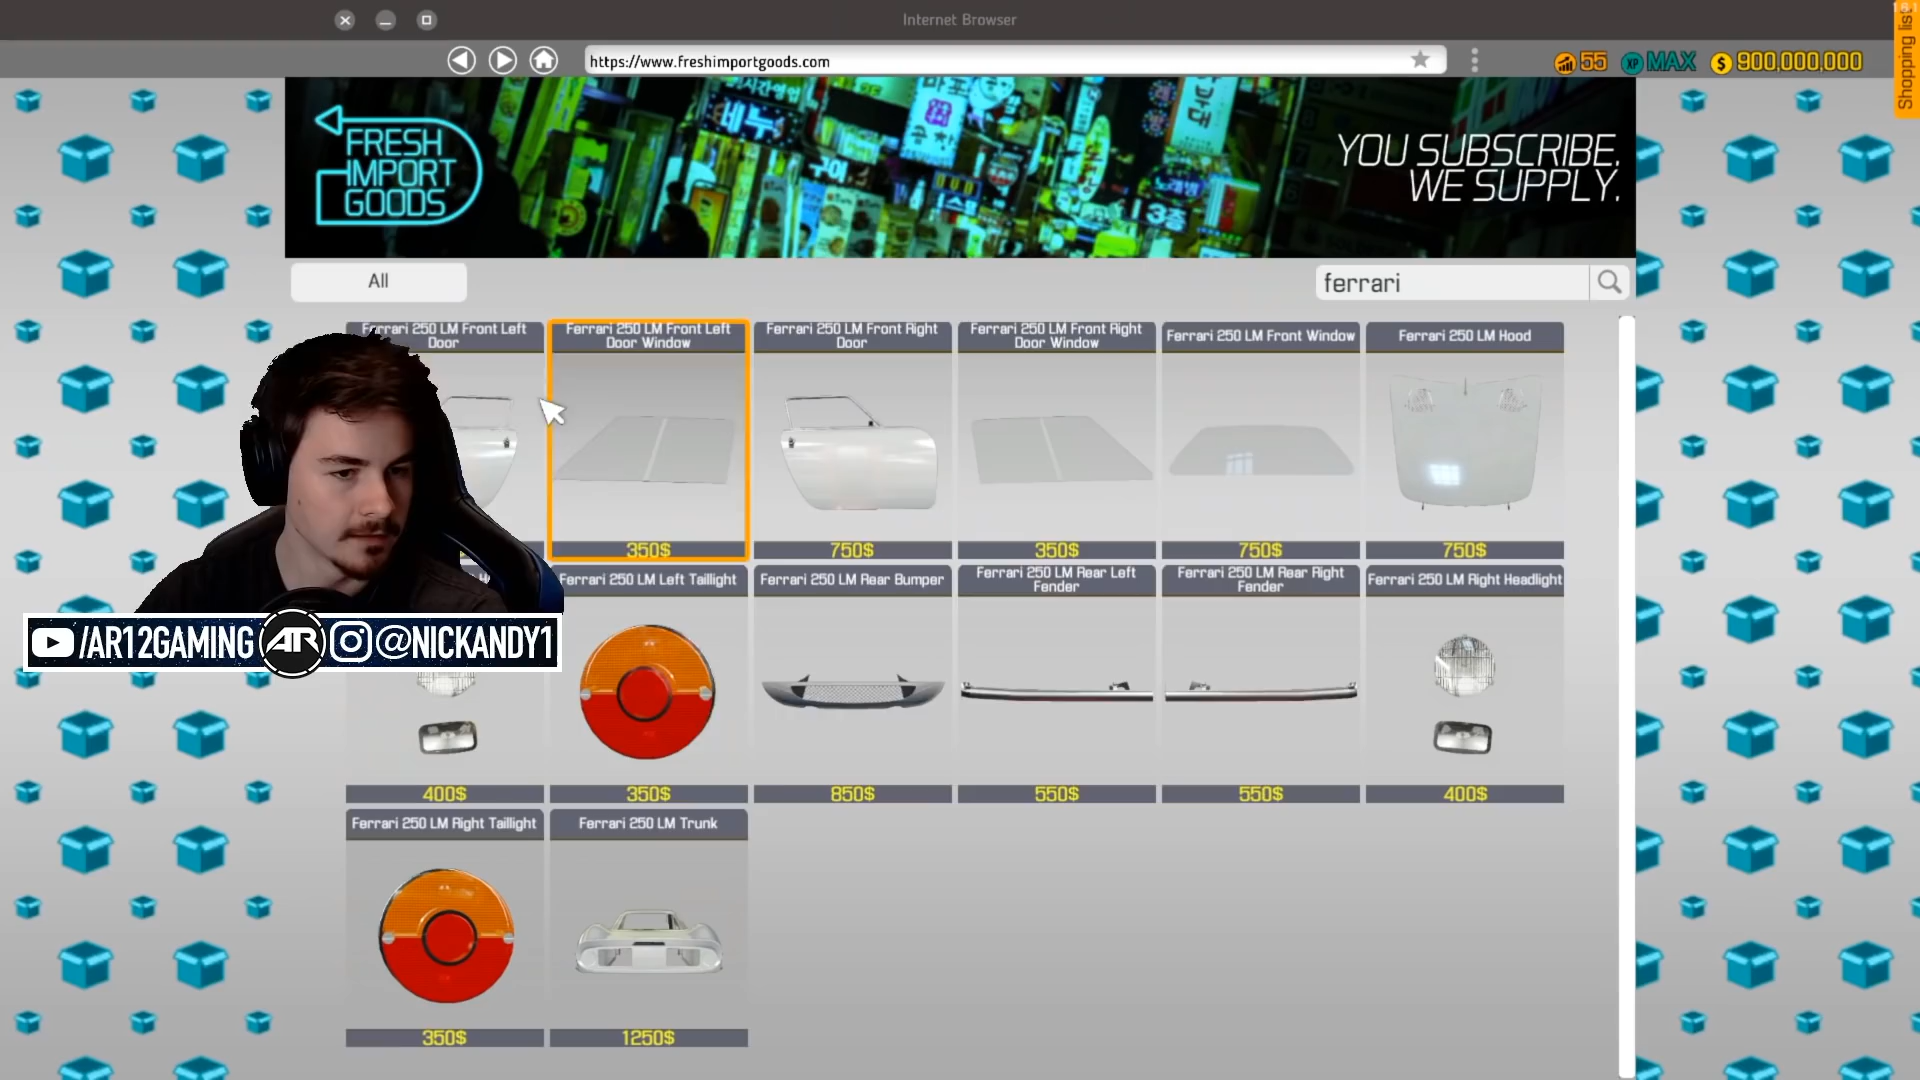 Internet Browser
https://www.freshimportgoods.com
55
XP MAX
$ 900,000,000
Shopping list
FRESH
IMPORT
GOODS
YOU SUBSCRIBE.
WE SUPPLY.
All
ferrari
Ferrari 250 LM Front Left
Door
Ferrari 250 LM Front Left
Door Window
350$
Ferrari 250 LM Front Right
Door
750$
Ferrari 250 LM Front Right
Door Window
350$
Ferrari 250 LM Front Window
750$
Ferrari 250 LM Hood
750$
400$
Ferrari 250 LM Left Taillight
350$
Ferrari 250 LM Rear Bumper
850$
Ferrari 250 LM Rear Left
Fender
550$
Ferrari 250 LM Rear Right
Fender
550$
Ferrari 250 LM Right Headlight
400$
Ferrari 250 LM Right Taillight
350$
Ferrari 250 LM Trunk
1250$
/AR12GAMING AR @NICKANDY1